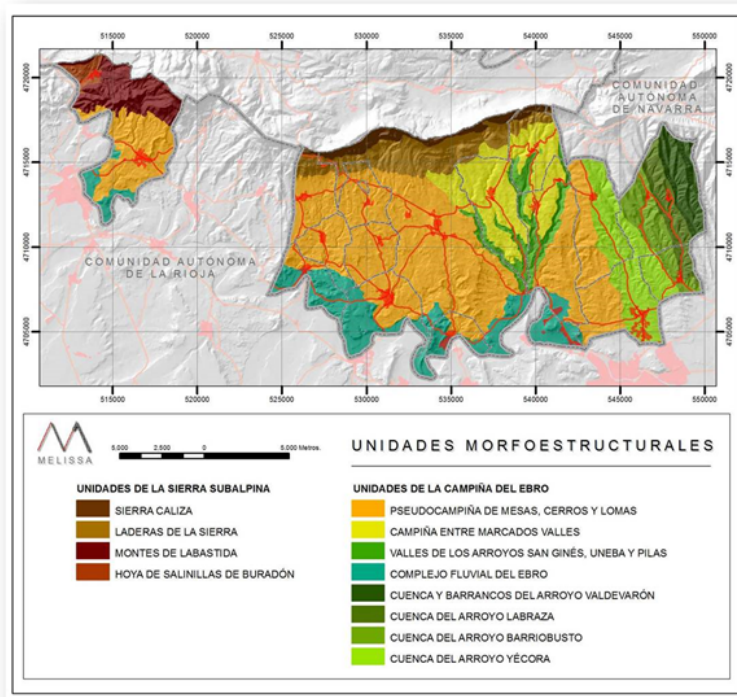 515000 520000 525000 530000 535000 540000 545000 550000
4720000 4720000
COMUNIDAD
AUTÓNOMA
DE NAVARRA
4715000 4715000
COMUNIDAD AUTÓNOMA
DE LA RIOJA
4710000 4710000
4705000 4705000
515000 520000 525000 530000 535000 540000 545000 550000
MELISSA
5.000 2.500 0 5.000 Metros.
UNIDADES MORFOESTRUCTURALES
UNIDADES DE LA SIERRA SUBALPINA
SIERRA CALIZA
LADERAS DE LA SIERRA
MONTES DE LABASTIDA
HOYA DE SALINILLAS DE BURADÓN
UNIDADES DE LA CAMPIÑA DEL EBRO
PSEUDOCAMPIÑA DE MESAS, CERROS Y LOMAS
CAMPIÑA ENTRE MARCADOS VALLES
VALLES DE LOS ARROYOS SAN GINÉS, UNEBA Y PILAS
COMPLEJO FLUVIAL DEL EBRO
CUENCA Y BARRANCOS DEL ARROYO VALDEVARÓN
CUENCA DEL ARROYO LABRAZA
CUENCA DEL ARROYO BARRIOBUSTO
CUENCA DEL ARROYO YÉCORA